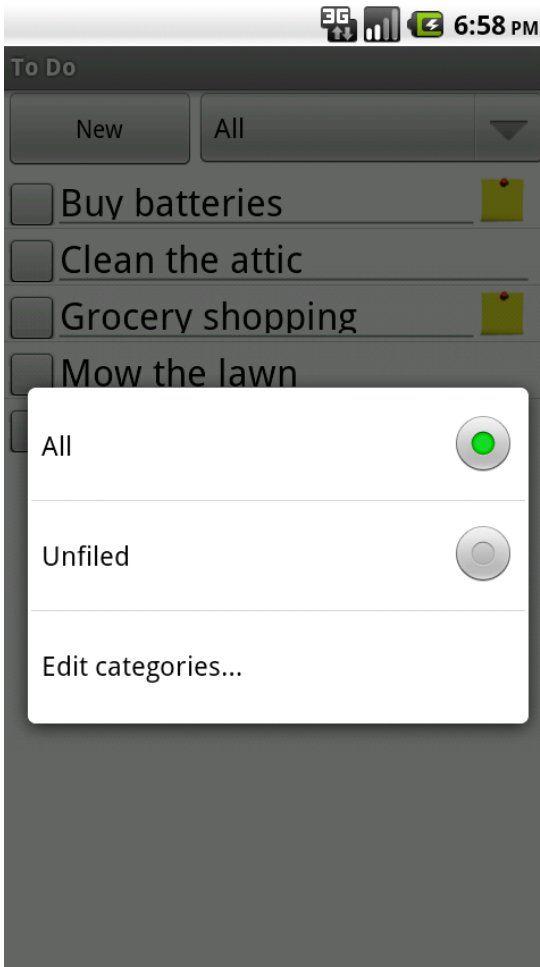 3G 6:58 PM
To Do
New All
Buy batteries
Clean the attic
Grocery shopping
Mow the lawn
All
Unfiled
Edit categories...